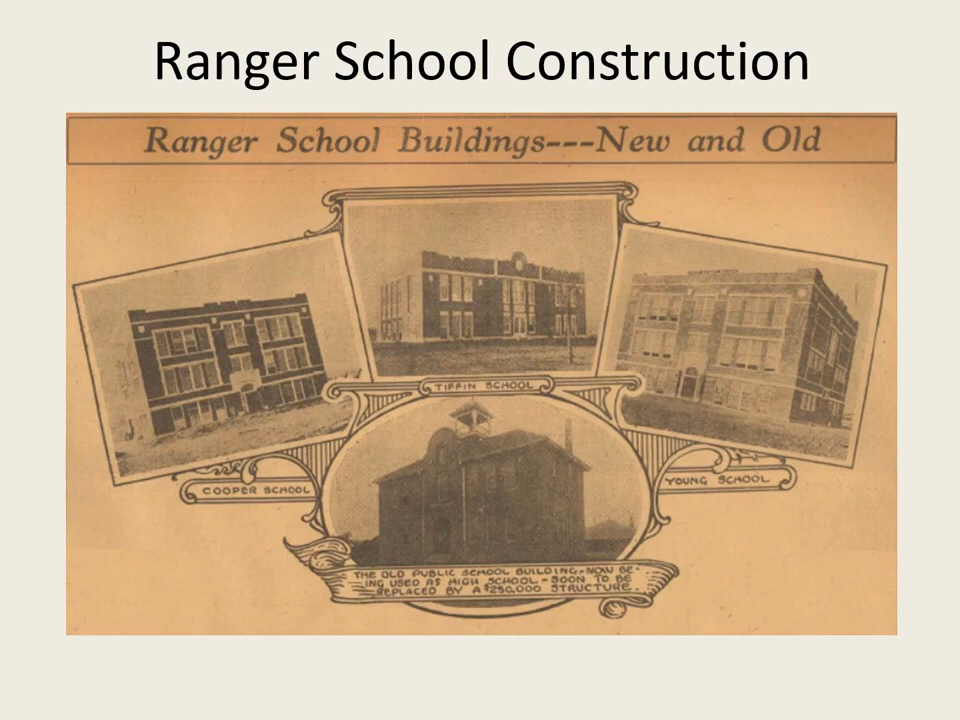 Ranger School Construction
Ranger School Buildings---New and Old
TIFFIN SCHOOL
COOPER SCHOOL
YOUNG SCHOOL
THE OLD PUBLIC SCHOOL BUILDING - NOW BE-
ING USED AS HIGH SCHOOL - SOON TO BE
REPLACED BY A $250,000 STRUCTURE.